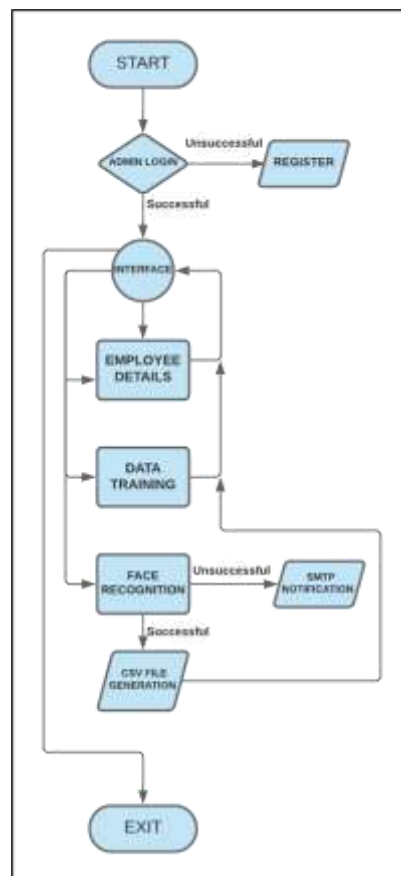 START
Unsuccessful
ADMIN LOGIN
REGISTER
Successful
INTERFACE
EMPLOYEE
DETAILS
DATA
TRAINING
Unsuccessful
FACE
RECOGNITION
SMTP
NOTIFICATION
Successful
CSV FILE
GENERATION
EXIT